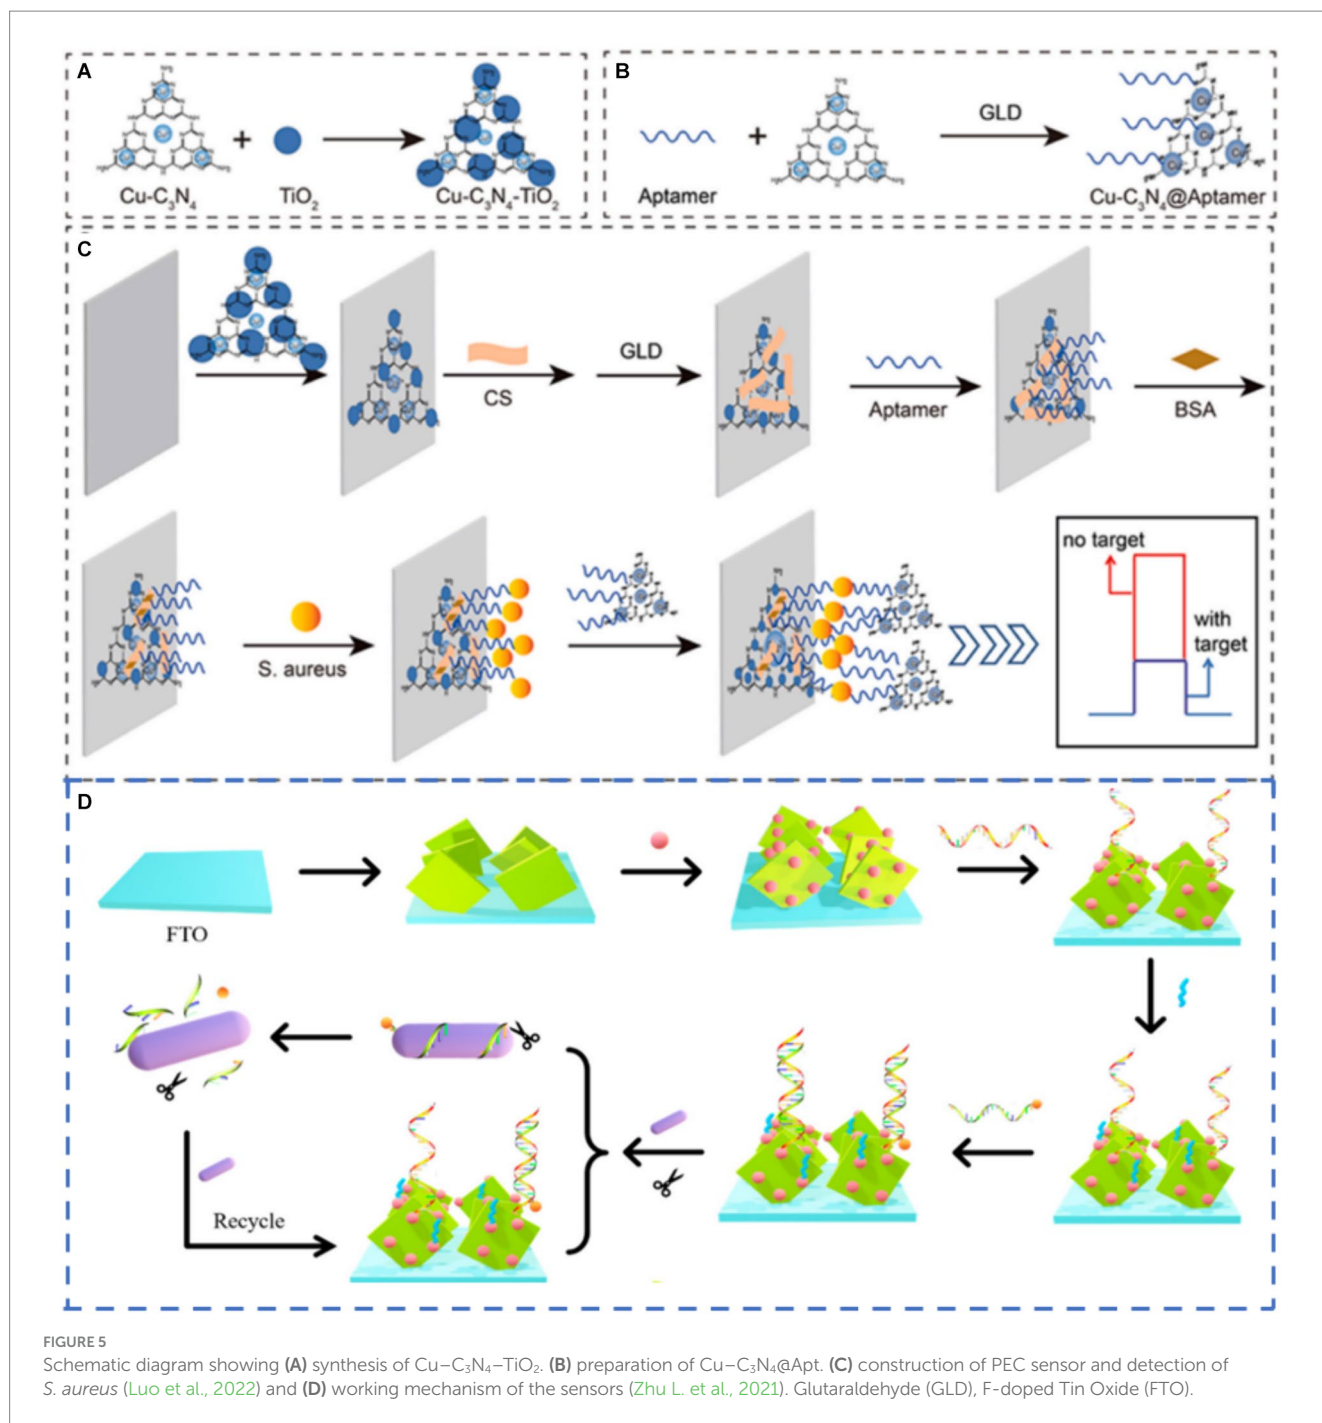 A
Cu-C₃N₄
+
TiO₂
Cu-C₃N₄-TiO₂
B
Aptamer
+
GLD
Cu-C₃N₄@Aptamer
C
CS
GLD
Aptamer
BSA
S. aureus
no target
with
target
D
FTO
Recycle
FIGURE 5
Schematic diagram showing (A) synthesis of Cu–C₃N₄–TiO₂. (B) preparation of Cu–C₃N₄@Apt. (C) construction of PEC sensor and detection of
S. aureus (Luo et al., 2022) and (D) working mechanism of the sensors (Zhu L. et al., 2021). Glutaraldehyde (GLD), F-doped Tin Oxide (FTO).